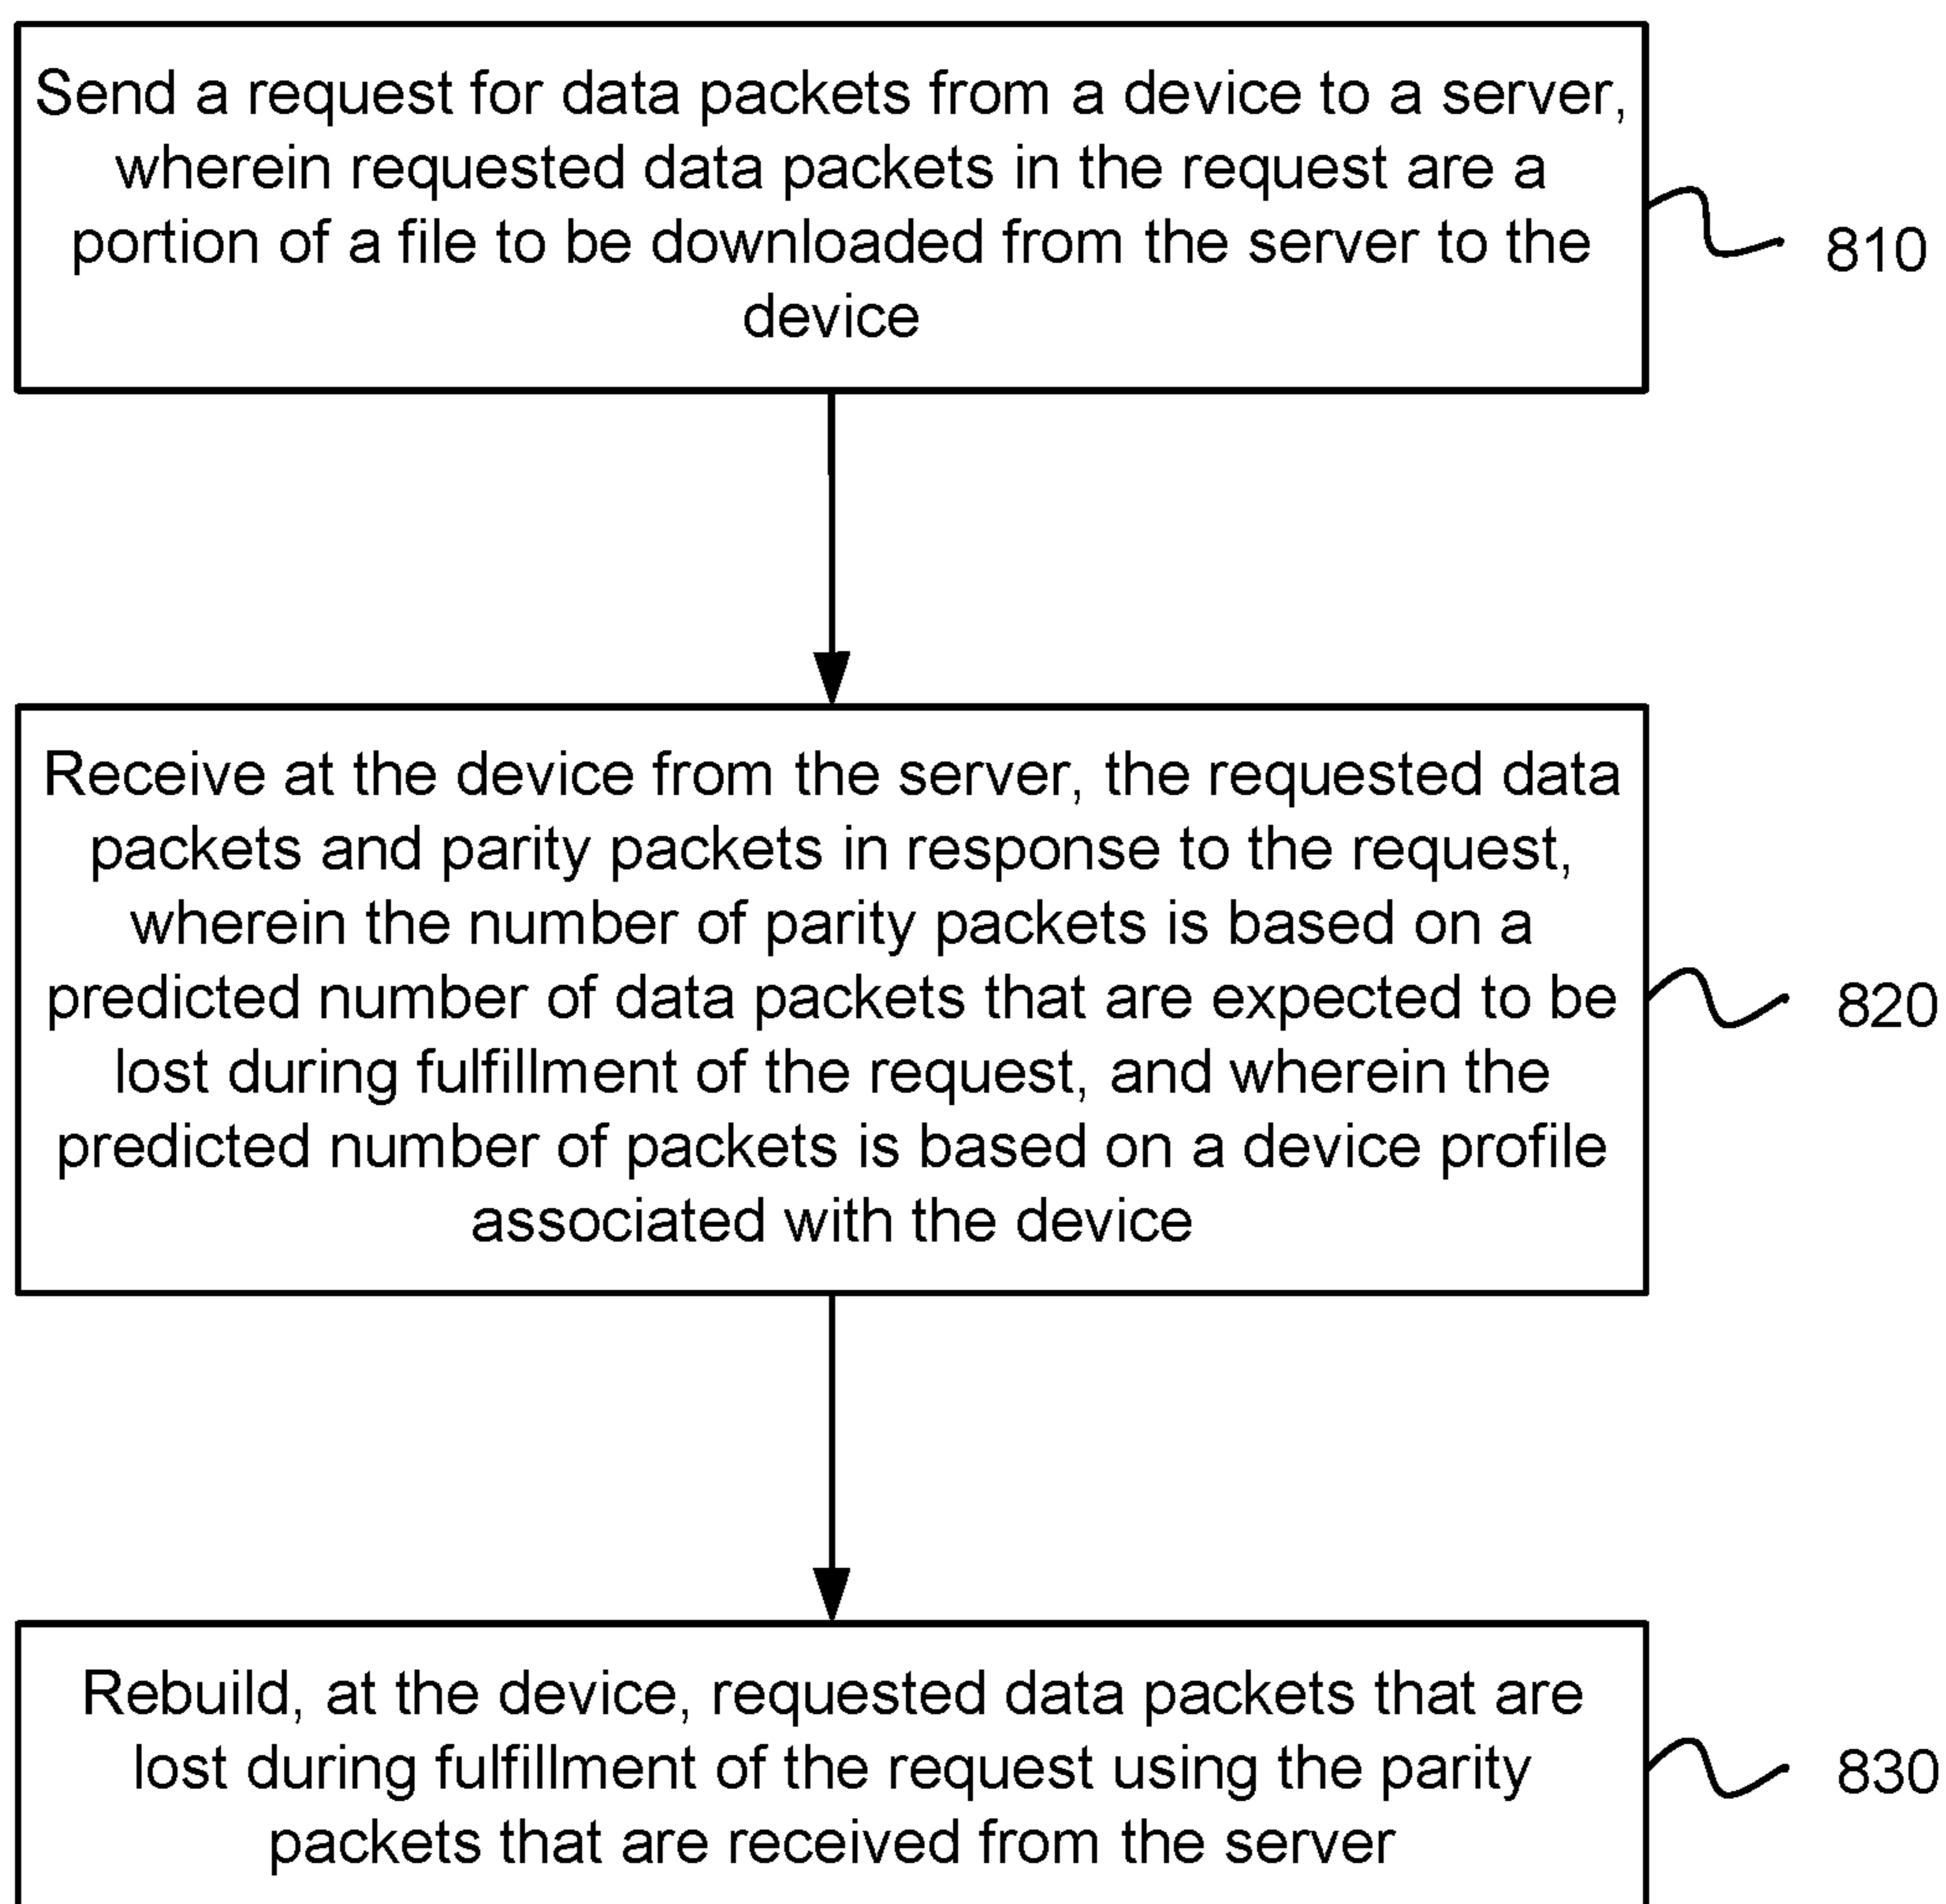 Send a request for data packets from a device to a server,
wherein requested data packets in the request are a
portion of a file to be downloaded from the server to the
device
810
Receive at the device from the server, the requested data
packets and parity packets in response to the request,
wherein the number of parity packets is based on a
predicted number of data packets that are expected to be
lost during fulfillment of the request, and wherein the
predicted number of packets is based on a device profile
associated with the device
820
Rebuild, at the device, requested data packets that are
lost during fulfillment of the request using the parity
packets that are received from the server
830